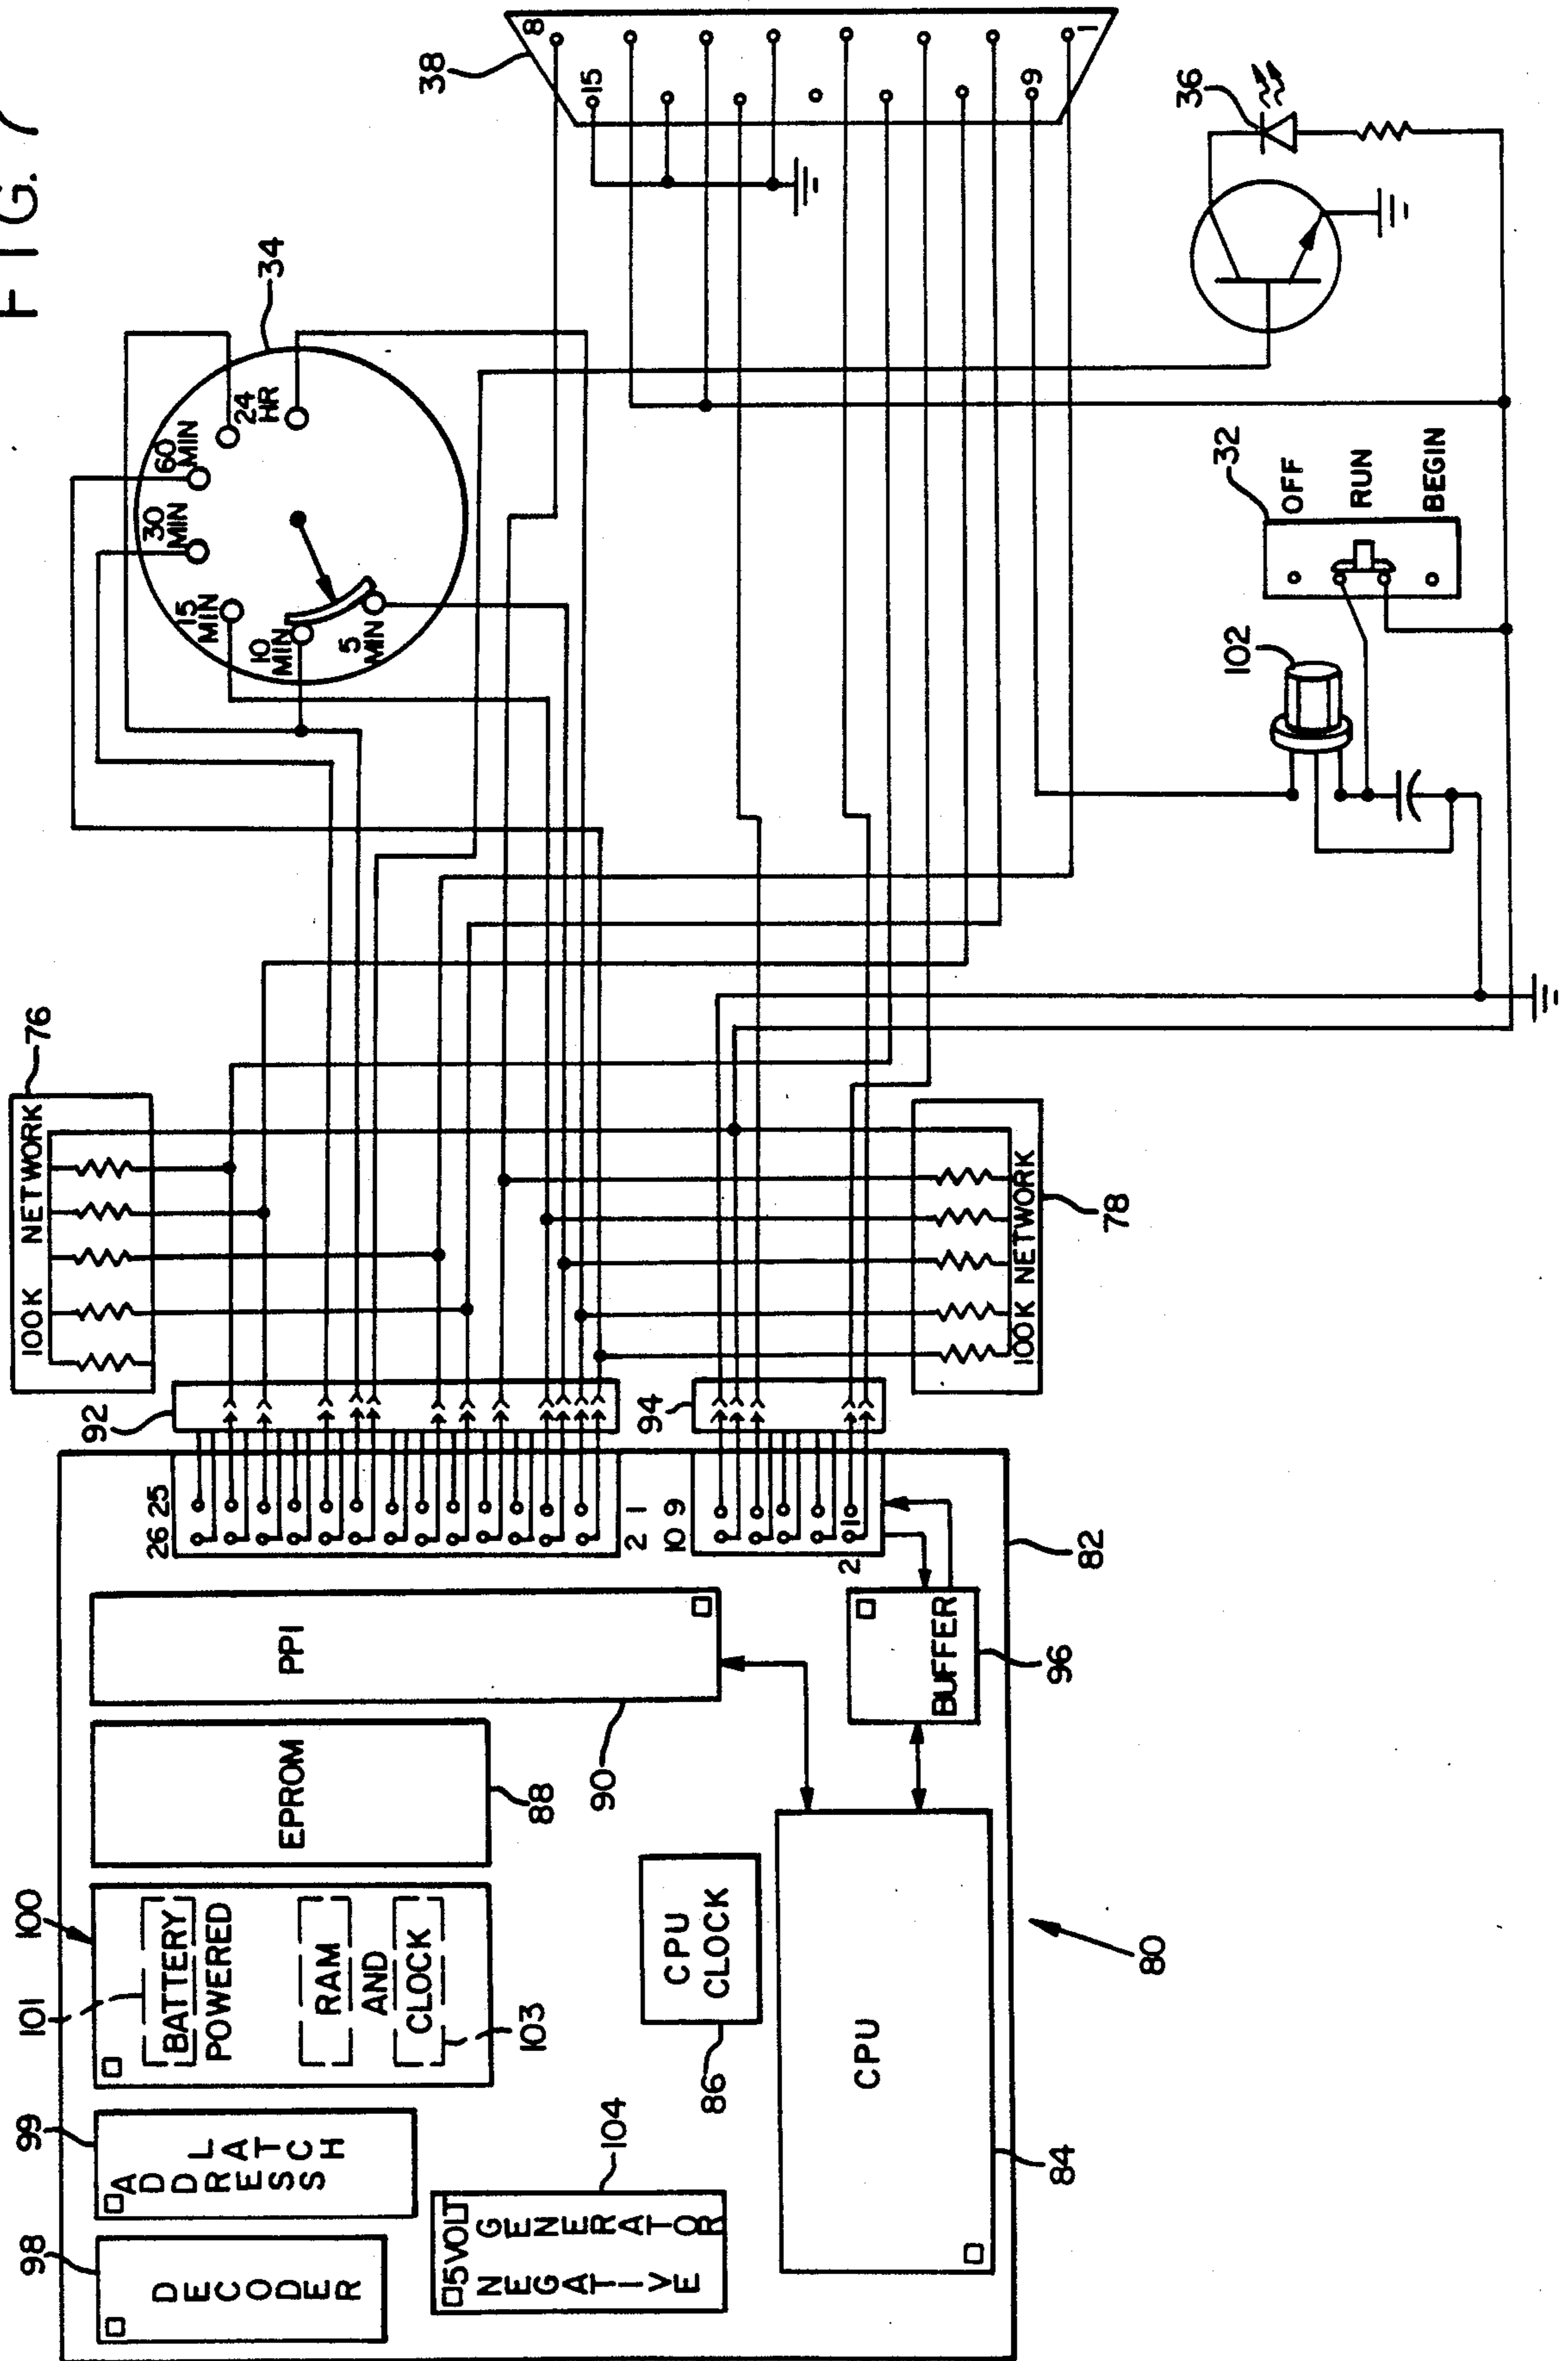 FIG. 7
76
100K NETWORK
92
34
5 MIN
10 MIN
15 MIN
30 MIN
60 MIN
24 HR
38
8
15
9
1
36
32
OFF
RUN
BEGIN
102
78
100K NETWORK
94
26 25
2 1
10 9
2 1
82
98
DECODER
99
ADDRESS
LATCH
100
101
BATTERY
POWERED
RAM
AND
CLOCK
103
EPROM
88
PPI
90
BUFFER
96
104
5VOLT
NEGATIVE
GENERATOR
CPU
CLOCK
86
CPU
84
80